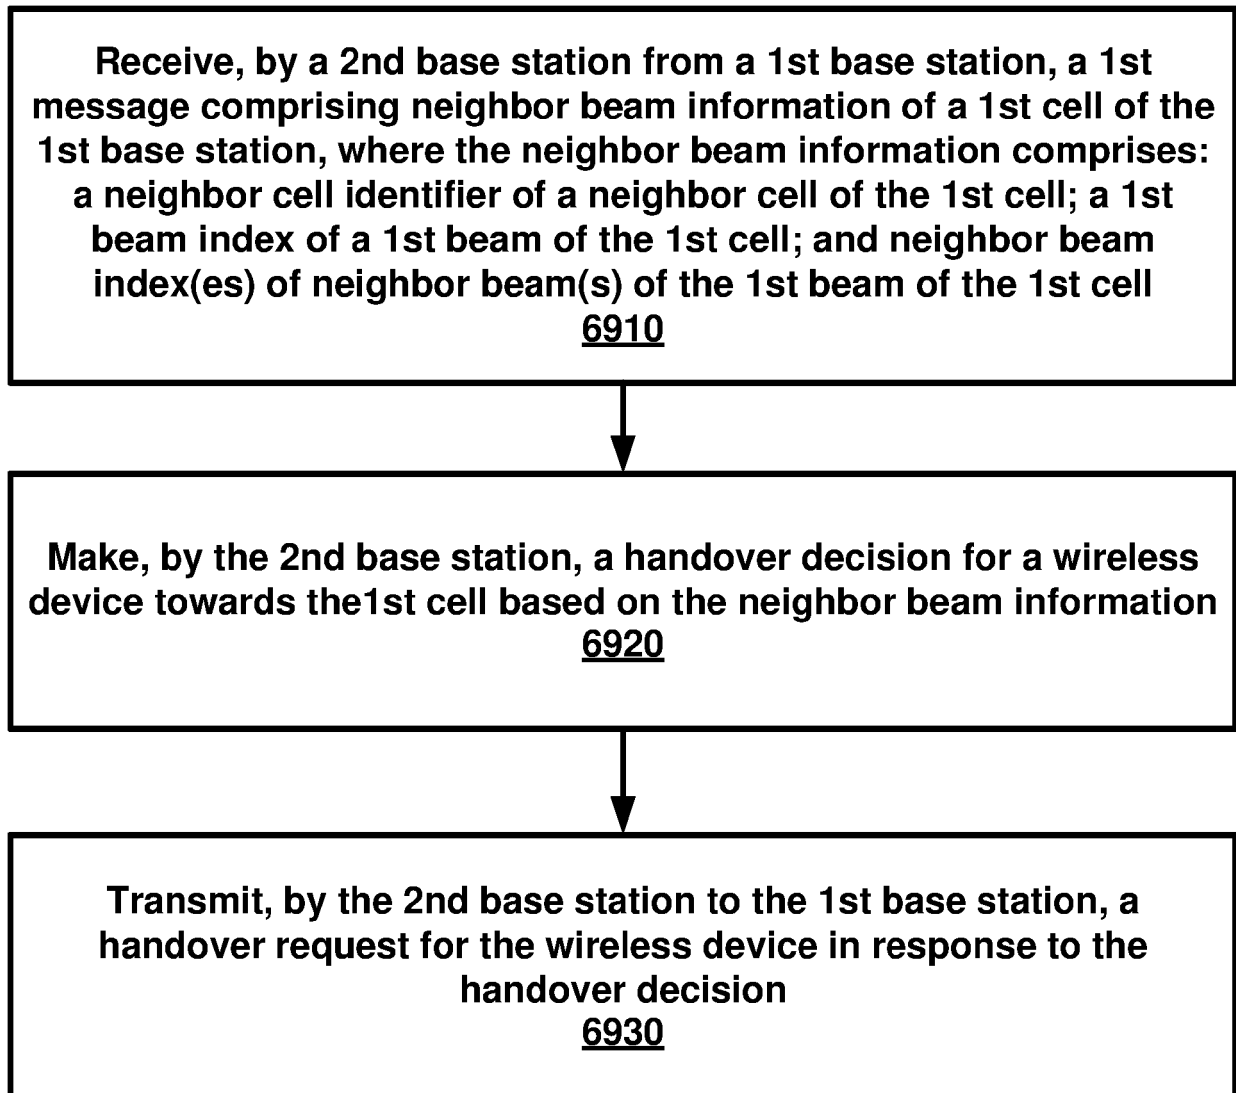 Receive, by a 2nd base station from a 1st base station, a 1st
message comprising neighbor beam information of a 1st cell of the
1st base station, where the neighbor beam information comprises:
a neighbor cell identifier of a neighbor cell of the 1st cell; a 1st
beam index of a 1st beam of the 1st cell; and neighbor beam
index(es) of neighbor beam(s) of the 1st beam of the 1st cell
6910
Make, by the 2nd base station, a handover decision for a wireless
device towards the1st cell based on the neighbor beam information
6920
Transmit, by the 2nd base station to the 1st base station, a
handover request for the wireless device in response to the
handover decision
6930